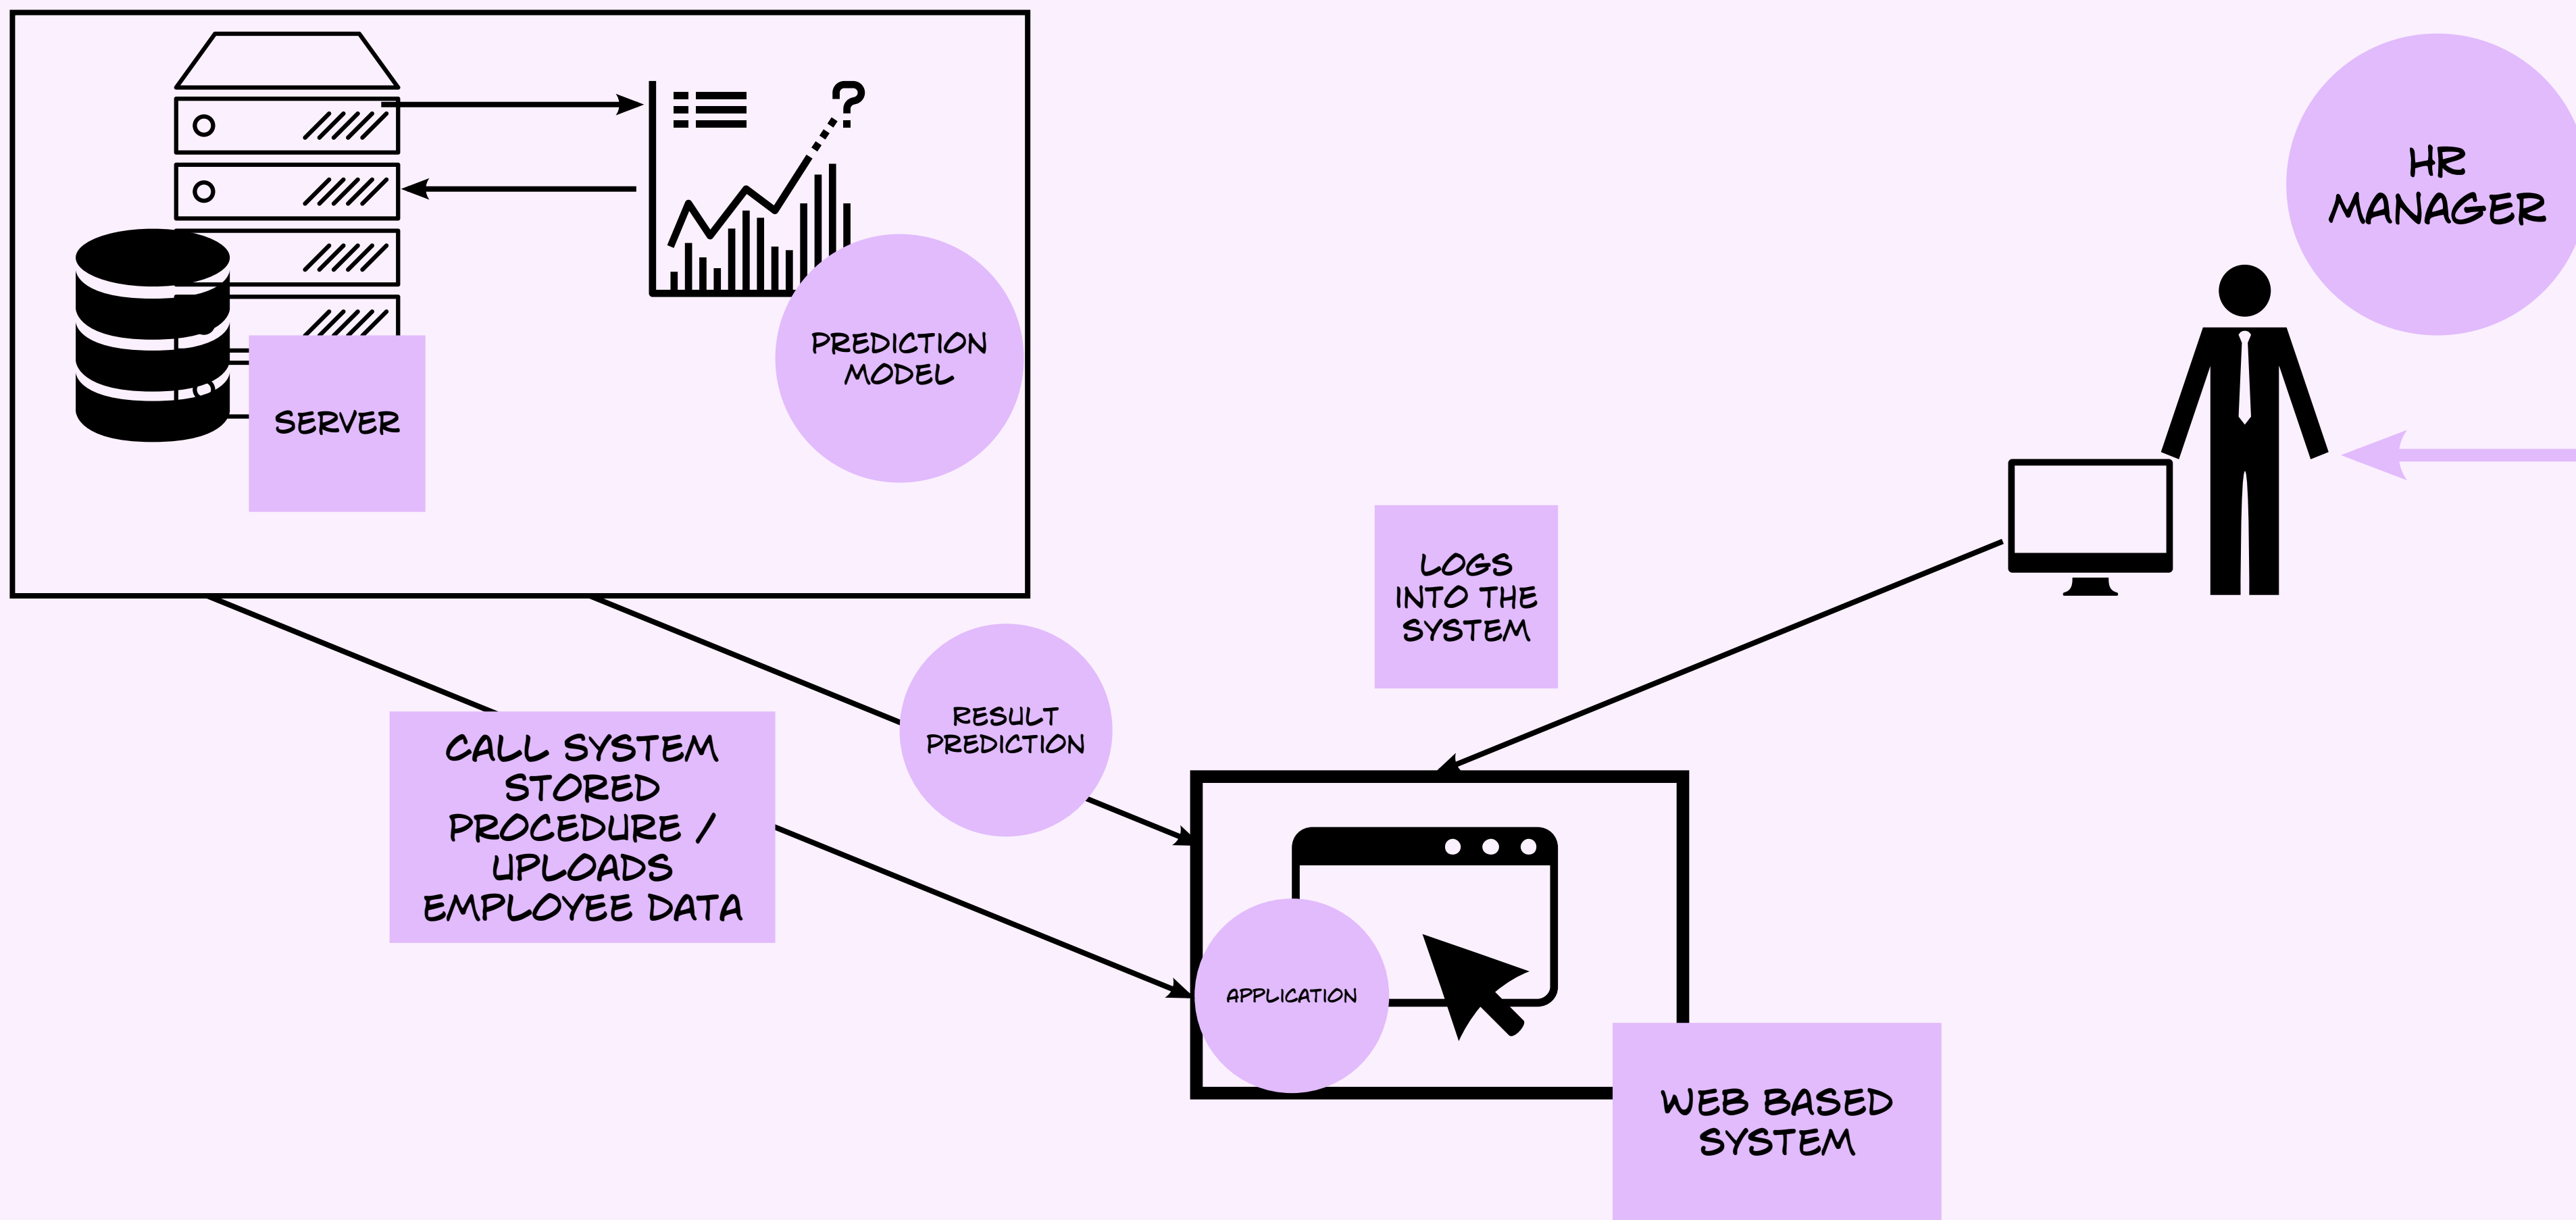 HR
MANAGER
PREDICTION
MODEL
SERVER
LOGS
INTO THE
SYSTEM
RESULT
PREDICTION
CALL SYSTEM
STORED
PROCEDURE /
UPLOADS
EMPLOYEE DATA
APPLICATION
WEB BASED
SYSTEM